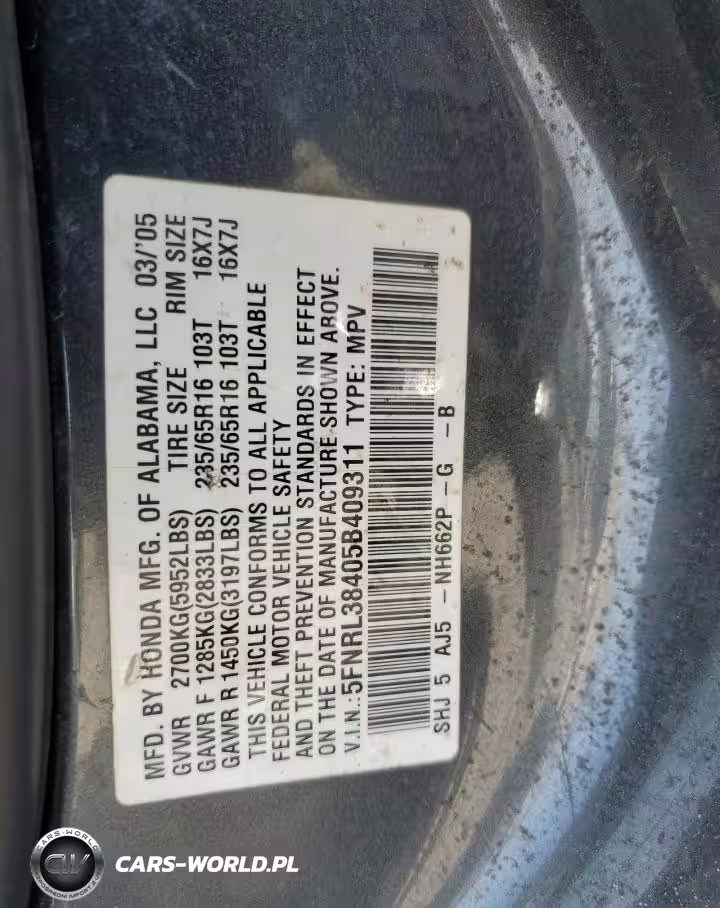 MFD. BY HONDA MFG. OF ALABAMA, LLC 03/'05
GVWR 2700KG(5952LBS) TIRE SIZE RIM SIZE
GAWR F 1285KG(2833LBS) 235/65R16 103T 16X7J
GAWR R 1450KG(3197LBS) 235/65R16 103T 16X7J
THIS VEHICLE CONFORMS TO ALL APPLICABLE
FEDERAL MOTOR VEHICLE SAFETY
AND THEFT PREVENTION STANDARDS IN EFFECT
ON THE DATE OF MANUFACTURE SHOWN ABOVE.
V.I.N.:5FNRL38405B409311 TYPE: MPV
SHJ 5 AJ5 -NH662P -G -B
CARS-WORLD
CW
CARS-WORLD.PL